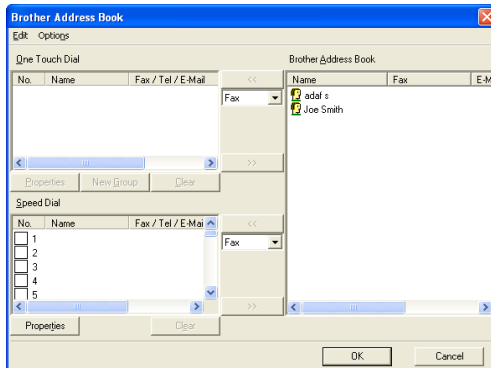 Brother Address Book
Edit Options
One Touch Dial
No. Name Fax / Tel / E-Mail
<<
Fax
>>
Properties New Group Clear
Speed Dial
No. Name Fax / Tel / E-Mai
1
2
3
4
5
<<
Fax
>>
Properties Clear
Brother Address Book
Name Fax E-M
adaf s
Joe Smith
OK Cancel